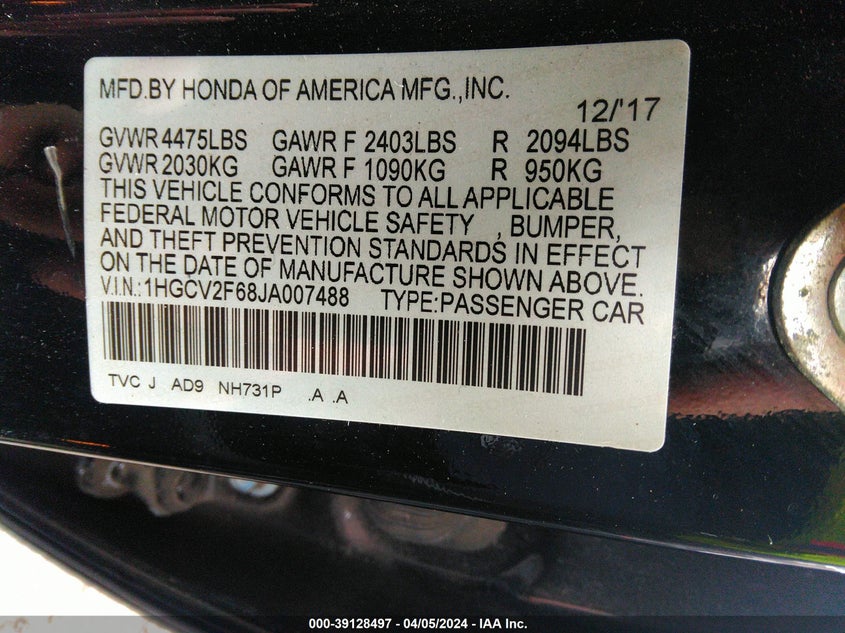 MFD.BY HONDA OF AMERICA MFG.,INC.
12/'17
GVWR 4475LBS GAWR F 2403LBS R 2094LBS
GVWR 2030KG GAWR F 1090KG R 950KG
THIS VEHICLE CONFORMS TO ALL APPLICABLE
FEDERAL MOTOR VEHICLE SAFETY , BUMPER,
AND THEFT PREVENTION STANDARDS IN EFFECT
ON THE DATE OF MANUFACTURE SHOWN ABOVE.
V.I.N.:1HGCV2F68JA007488 TYPE:PASSENGER CAR
TVC J AD9 NH731P .A .A
000-39128497 - 04/05/2024 - IAA Inc.